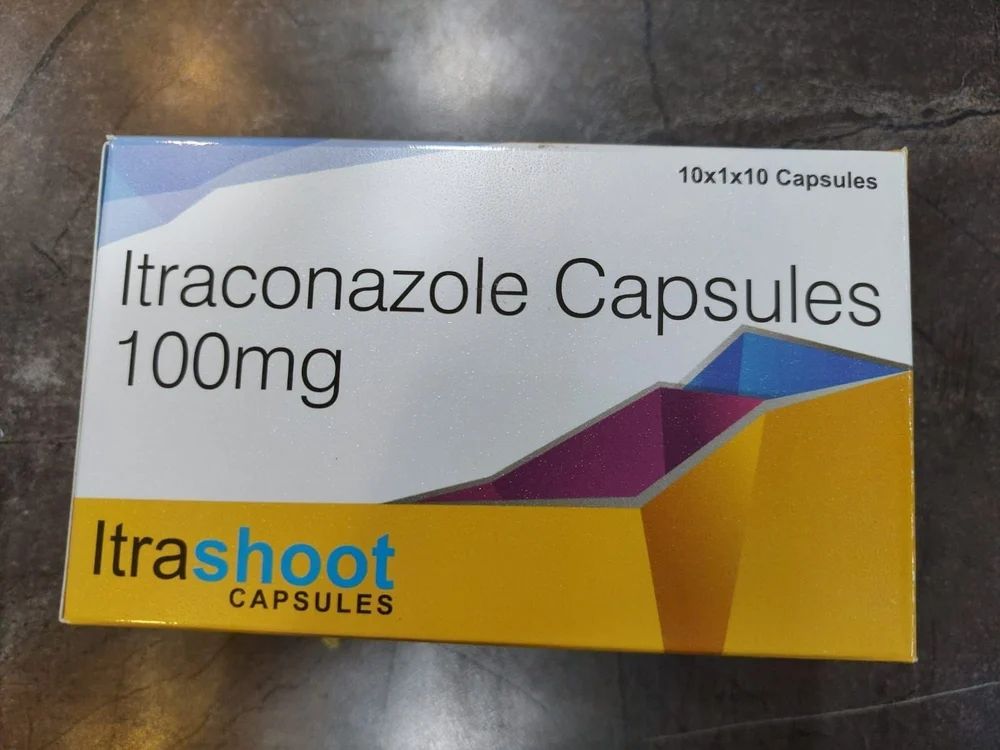 10x1x10 Capsules
Itraconazole Capsules
100mg
Itrashoot
CAPSULES